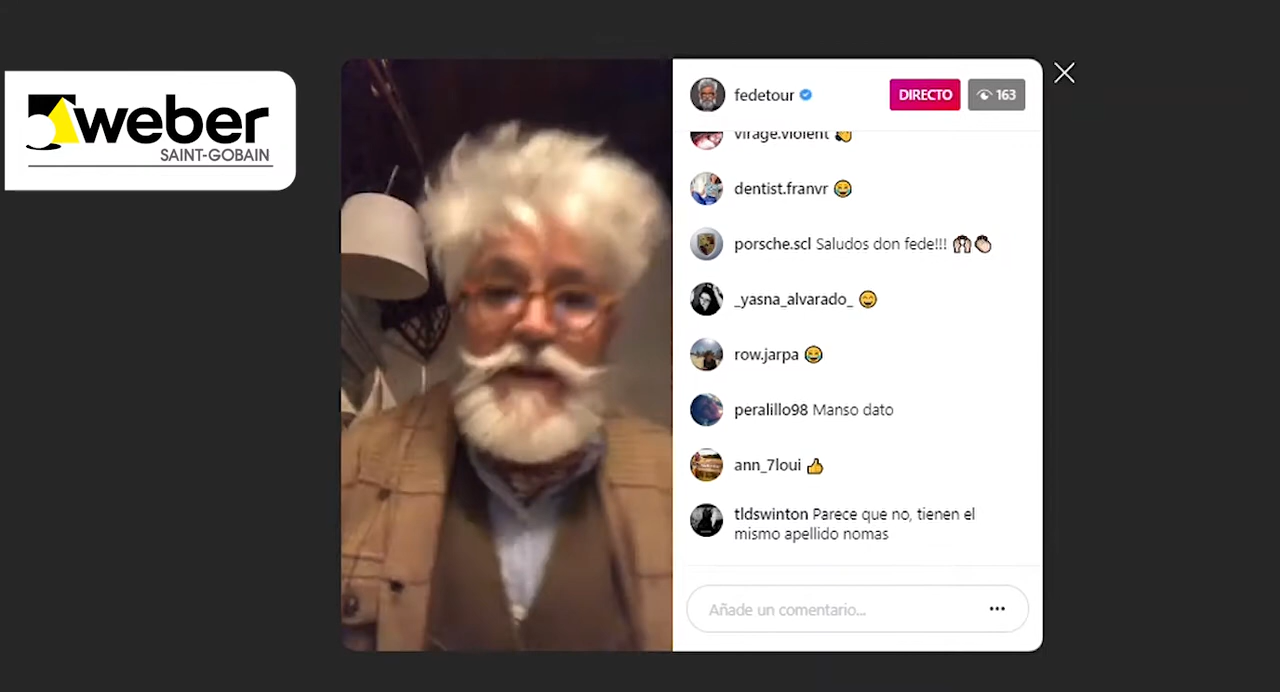 weber
SAINT-GOBAIN
fedetour
DIRECTO
163
virage.violent
dentist.franvr
porsche.scl Saludos don fede!!!
_yasna_alvarado_
row.jarpa
peralillo98 Manso dato
ann_7loui
tldswinton Parece que no, tienen el
mismo apellido nomas
Añade un comentario...